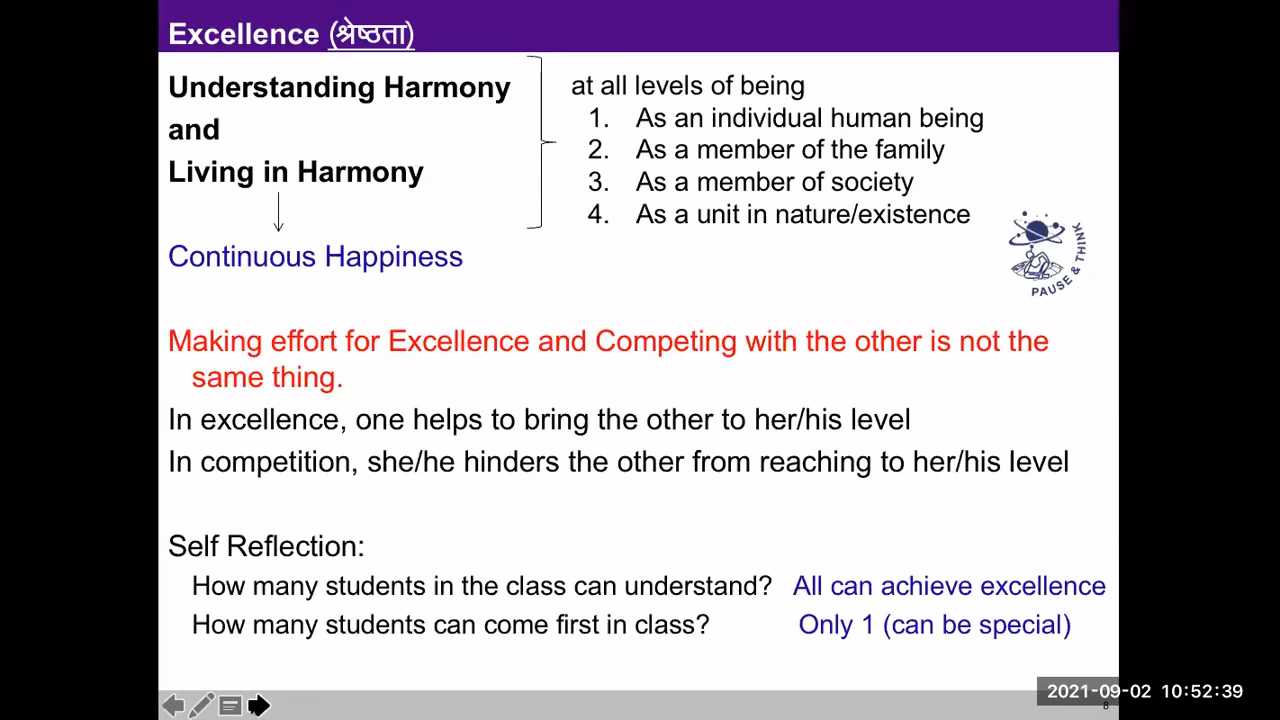 Excellence (श्रेष्ठता)
Understanding Harmony
and
Living in Harmony
Continuous Happiness
at all levels of being
1. As an individual human being
2. As a member of the family
3. As a member of society
4. As a unit in nature/existence
PAUSE & THINK
Making effort for Excellence and Competing with the other is not the
same thing.
In excellence, one helps to bring the other to her/his level
In competition, she/he hinders the other from reaching to her/his level
Self Reflection:
How many students in the class can understand? All can achieve excellence
How many students can come first in class? Only 1 (can be special)
2021-09-02 10:52:39
8